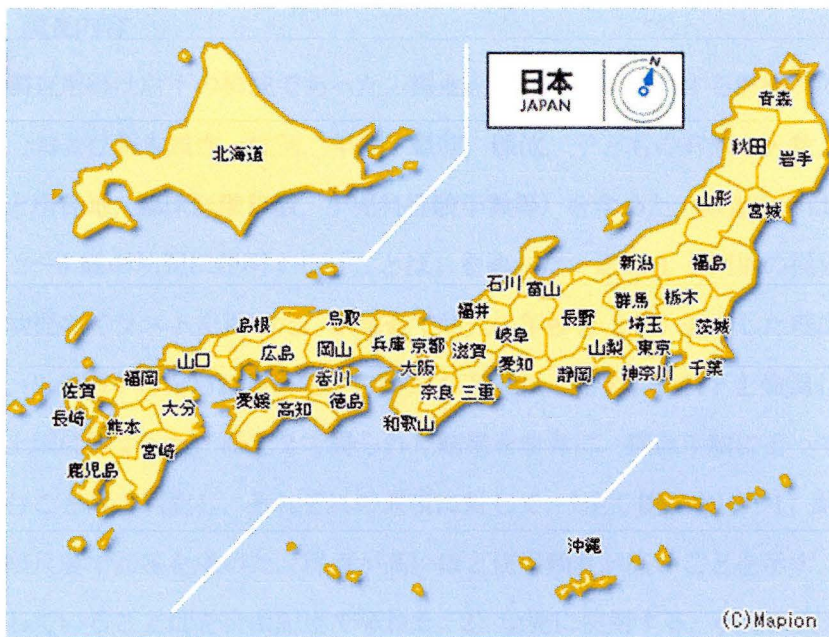 日本
JAPAN
N
北海道
青森
秋田
岩手
山形
宮城
新潟
福島
石川
富山
福井
群馬
栃木
長野
埼玉
茨城
島根
鳥取
岐阜
山口
広島
岡山
兵庫
京都
滋賀
山梨
東京
大阪
愛知
千葉
福岡
香川
静岡
神奈川
佐賀
愛媛
徳島
奈良
三重
長崎
大分
高知
熊本
和歌山
宮崎
鹿児島
沖縄
(C)Mapion